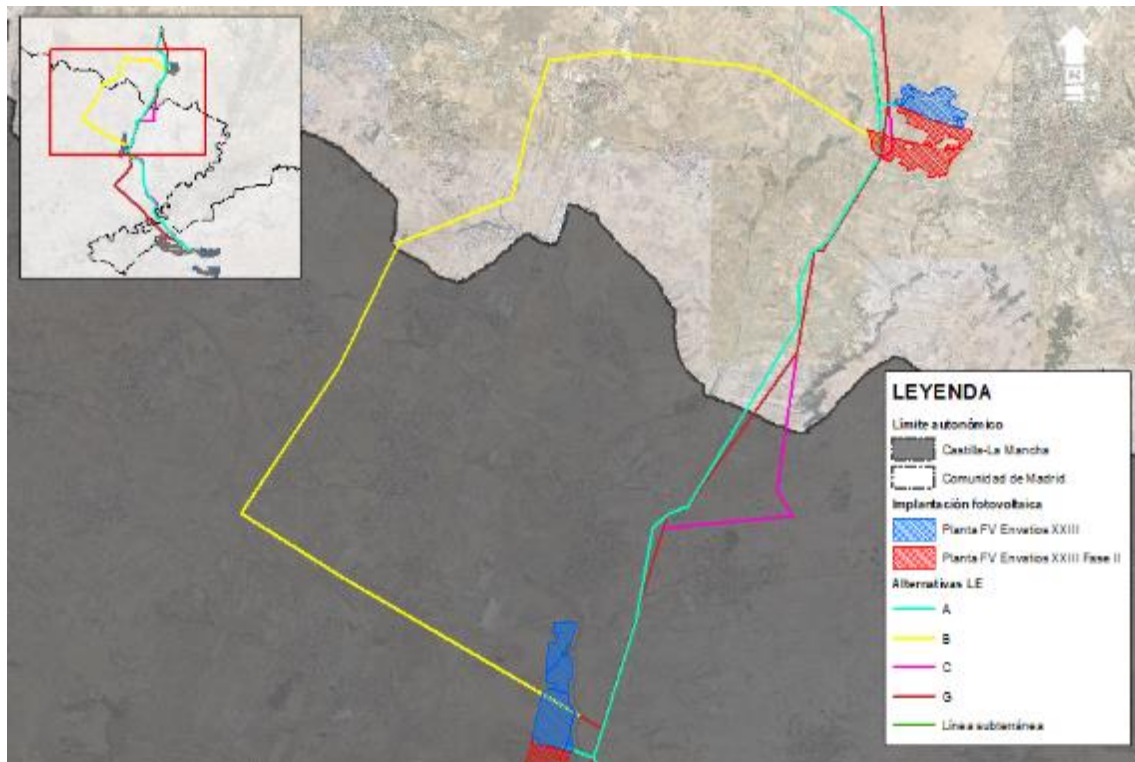 LEYENDA
Límite autonómico
Castilla-La Mancha
Comunidad de Madrid
Implantación fotovoltaica
Planta FV Envatios XXIII
Planta FV Envatios XXIII Fase II
Alternativas LE
A
B
C
G
Línea subterránea